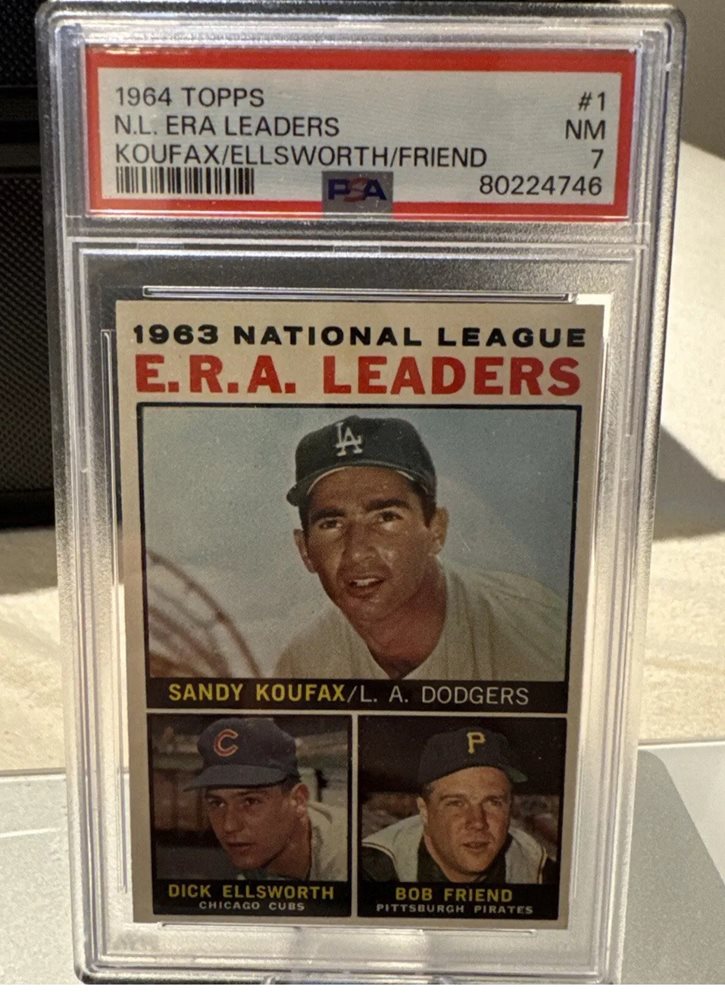 1964 TOPPS #1
N.L. ERA LEADERS NM
KOUFAX/ELLSWORTH/FRIEND 7
PSA 80224746
1963 NATIONAL LEAGUE
E.R.A. LEADERS
LA
SANDY KOUFAX/L. A. DODGERS
C
P
DICK ELLSWORTH
CHICAGO CUBS
BOB FRIEND
PITTSBURGH PIRATES